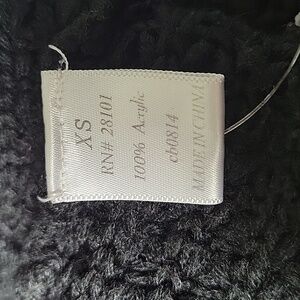 XS
RN# 28101
100% Acrylic
cb0814
MADE IN CHINA